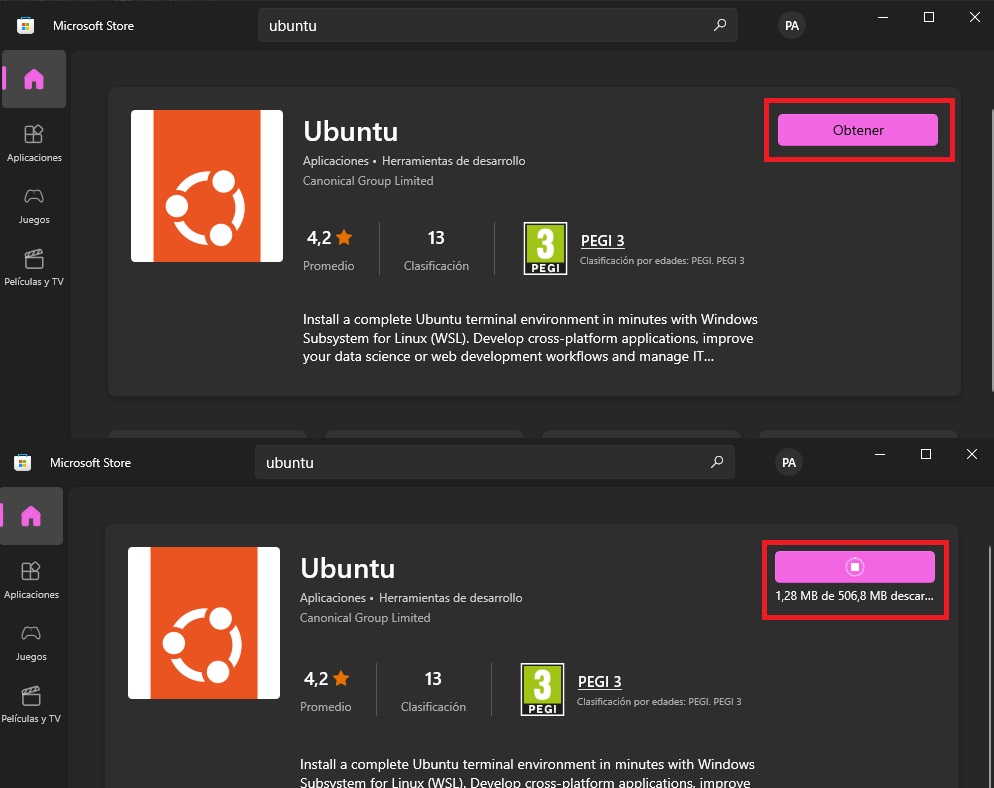 Microsoft Store
ubuntu
PA
Aplicaciones
Juegos
Películas y TV
Ubuntu
Aplicaciones • Herramientas de desarrollo
Canonical Group Limited
Obtener
4,2
Promedio
13
Clasificación
3
PEGI
PEGI 3
Clasificación por edades: PEGI. PEGI 3
Install a complete Ubuntu terminal environment in minutes with Windows
Subsystem for Linux (WSL). Develop cross-platform applications, improve
your data science or web development workflows and manage IT...
Microsoft Store
ubuntu
PA
Aplicaciones
Juegos
Películas y TV
Ubuntu
Aplicaciones • Herramientas de desarrollo
Canonical Group Limited
1,28 MB de 506,8 MB descar...
4,2
Promedio
13
Clasificación
3
PEGI
PEGI 3
Clasificación por edades: PEGI. PEGI 3
Install a complete Ubuntu terminal environment in minutes with Windows
Subsystem for Linux (WSL). Develop cross-platform applications, improve